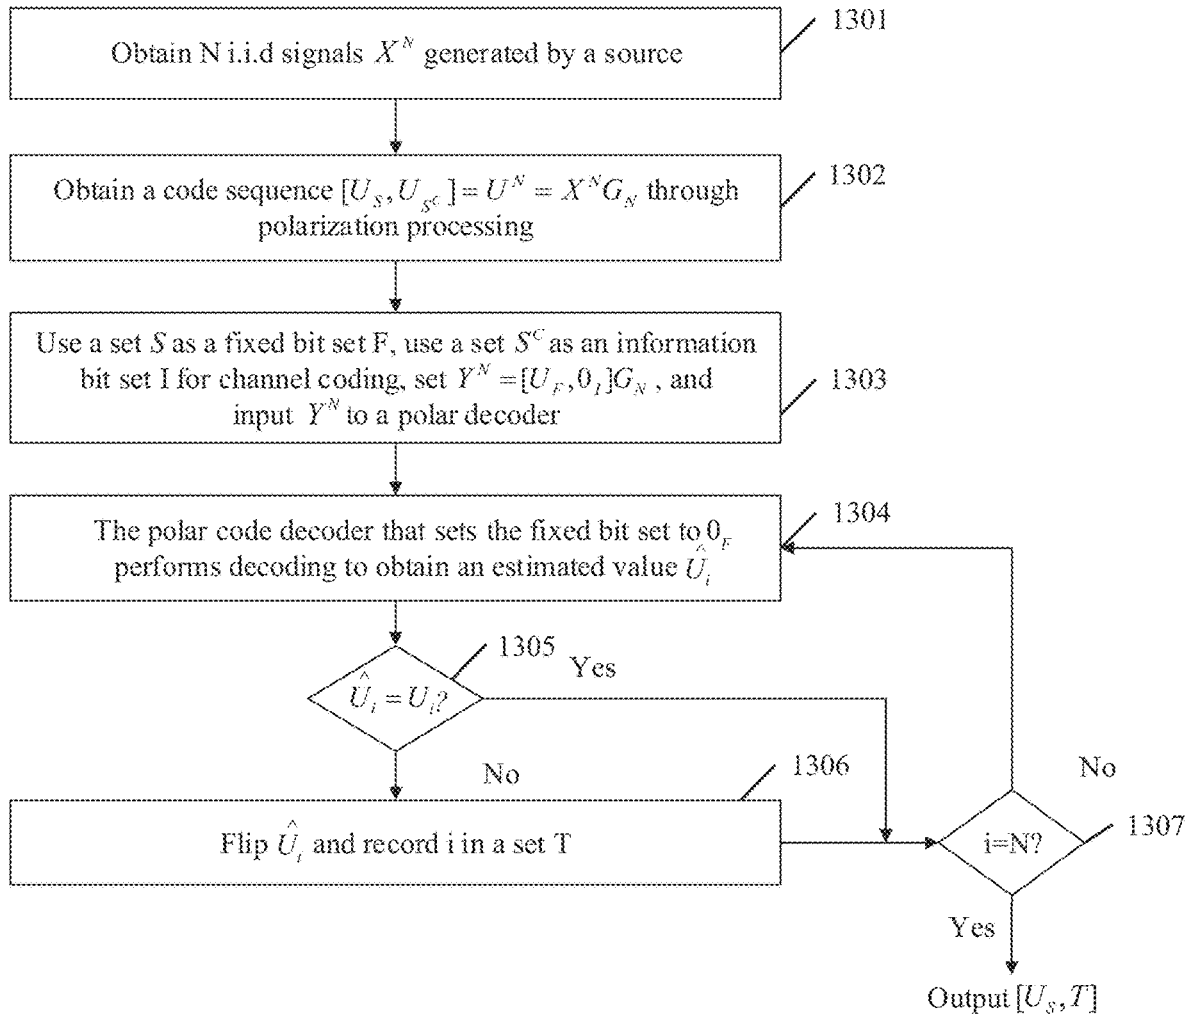 1301
Obtain N i.i.d signals X^N generated by a source
1302
Obtain a code sequence [U_S, U_{S^C}] = U^N = X^N G_N through
polarization processing
Use a set S as a fixed bit set F, use a set S^C as an information
bit set I for channel coding, set Y^N = [U_F, 0_I] G_N, and
input Y^N to a polar decoder
1303
1304
The polar code decoder that sets the fixed bit set to 0_F
performs decoding to obtain an estimated value Û_i
1305
Yes
Û_i = U_i?
No
1306
Flip Û_i and record i in a set T
No
1307
i=N?
Yes
Output [U_S, T]